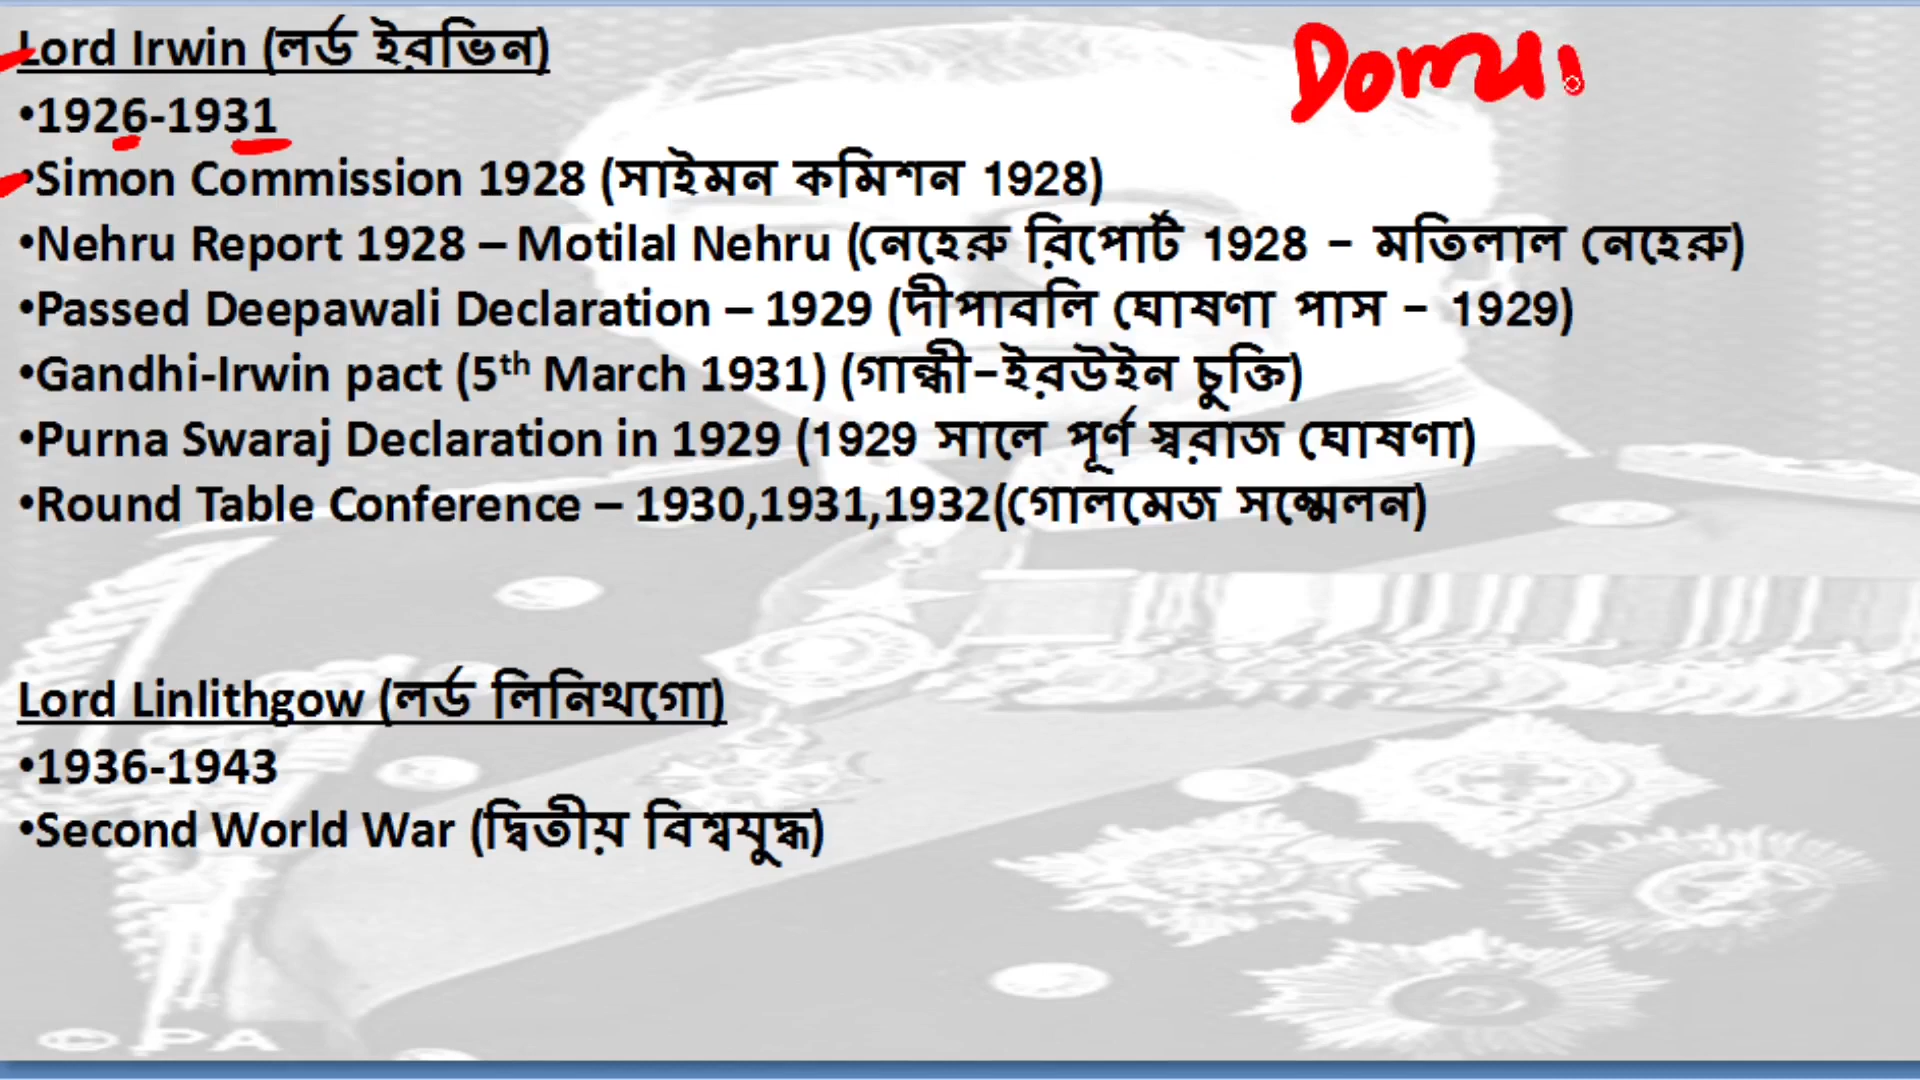 Lord Irwin (লর্ড ইরভিন)
•1926-1931
•Simon Commission 1928 (সাইমন কমিশন 1928)
•Nehru Report 1928 – Motilal Nehru (নেহেরু রিপোর্ট 1928 – মতিলাল নেহেরু)
•Passed Deepawali Declaration – 1929 (দীপাবলি ঘোষণা পাস – 1929)
•Gandhi-Irwin pact (5th March 1931) (গান্ধী-ইরউইন চুক্তি)
•Purna Swaraj Declaration in 1929 (1929 সালে পূর্ণ স্বরাজ ঘোষণা)
•Round Table Conference – 1930,1931,1932(গোলমেজ সম্মেলন)
Lord Linlithgow (লর্ড লিনিথগো)
•1936-1943
•Second World War (দ্বিতীয় বিশ্বযুদ্ধ)
© PA